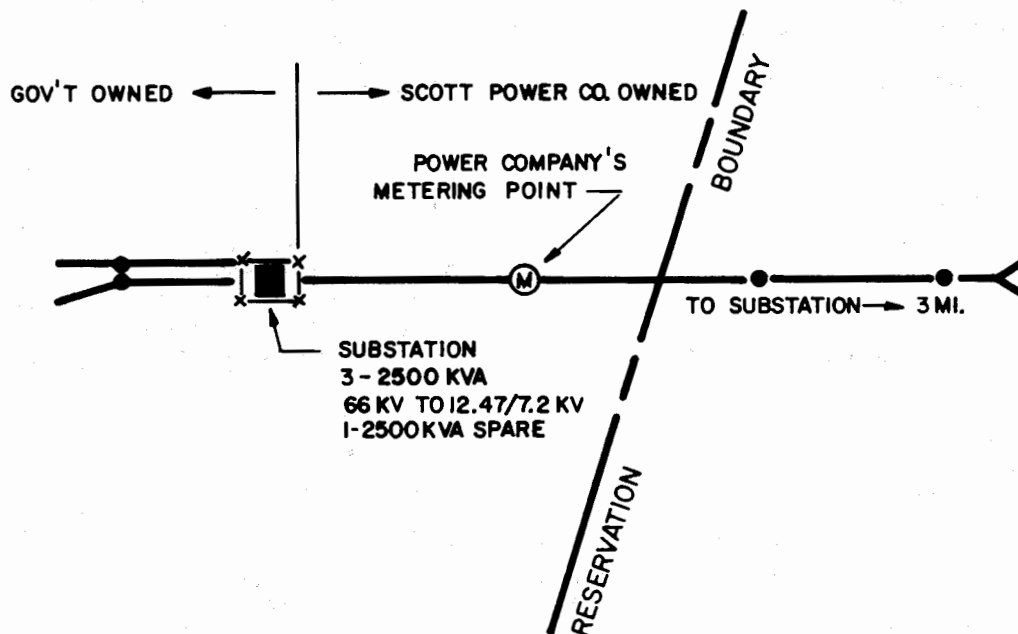 GOV'T OWNED
SCOTT POWER CO. OWNED
BOUNDARY
POWER COMPANY'S
METERING POINT
M
TO SUBSTATION 3 MI.
SUBSTATION
3-2500 KVA
66 KV TO 12.47/7.2 KV
1-2500 KVA SPARE
RESERVATION